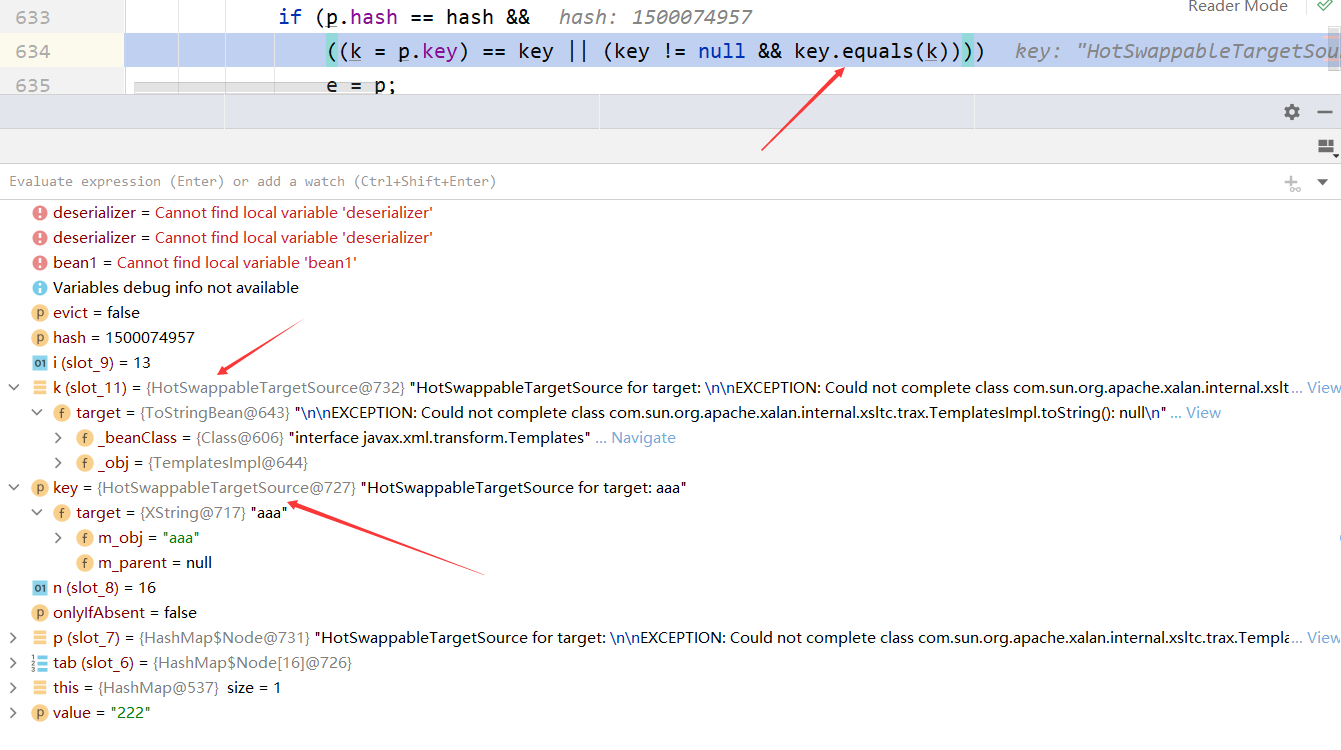 Reader Mode
633 if (p.hash == hash && hash: 1500074957
634 ((k = p.key) == key || (key != null && key.equals(k)))) key: "HotSwappableTargetSou
635 e = p;
Evaluate expression (Enter) or add a watch (Ctrl+Shift+Enter)
deserializer = Cannot find local variable 'deserializer'
deserializer = Cannot find local variable 'deserializer'
bean1 = Cannot find local variable 'bean1'
Variables debug info not available
p evict = false
p hash = 1500074957
01 i (slot_9) = 13
k (slot_11) = {HotSwappableTargetSource@732} "HotSwappableTargetSource for target: \n\nEXCEPTION: Could not complete class com.sun.org.apache.xalan.internal.xslt... View
f target = {ToStringBean@643} "\n\nEXCEPTION: Could not complete class com.sun.org.apache.xalan.internal.xsltc.trax.TemplatesImpl.toString(): null\n" ... View
f _beanClass = {Class@606} "interface javax.xml.transform.Templates" ... Navigate
f _obj = {TemplatesImpl@644}
p key = {HotSwappableTargetSource@727} "HotSwappableTargetSource for target: aaa"
f target = {XString@717} "aaa"
f m_obj = "aaa"
f m_parent = null
01 n (slot_8) = 16
p onlyIfAbsent = false
p (slot_7) = {HashMap$Node@731} "HotSwappableTargetSource for target: \n\nEXCEPTION: Could not complete class com.sun.org.apache.xalan.internal.xsltc.trax.Templa... View
tab (slot_6) = {HashMap$Node[16]@726}
this = {HashMap@537} size = 1
p value = "222"